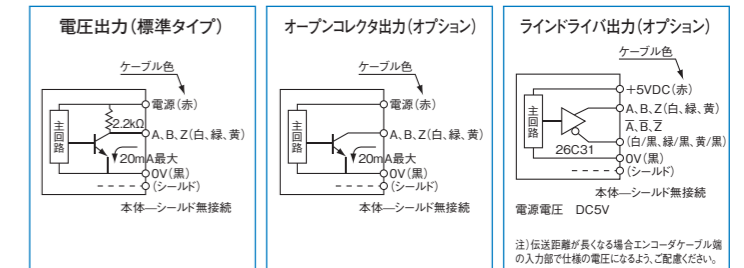 電圧出力(標準タイプ)
ケーブル色
電源(赤)
主回路
2.2kΩ
A、B、Z(白、緑、黄)
20mA最大
0V(黒)
(シールド)
本体―シールド無接続
オープンコレクタ出力(オプション)
ケーブル色
電源(赤)
主回路
A、B、Z(白、緑、黄)
20mA最大
0V(黒)
(シールド)
本体―シールド無接続
ラインドライバ出力(オプション)
ケーブル色
+5VDC(赤)
主回路
A、B、Z(白、緑、黄)
A̅、B̅、Z̅
(白/黒、緑/黒、黄/黒)
26C31
0V(黒)
(シールド)
本体―シールド無接続
電源電圧 DC5V
注)伝送距離が長くなる場合エンコーダケーブル端
の入力部で仕様の電圧になるよう、ご配慮ください。